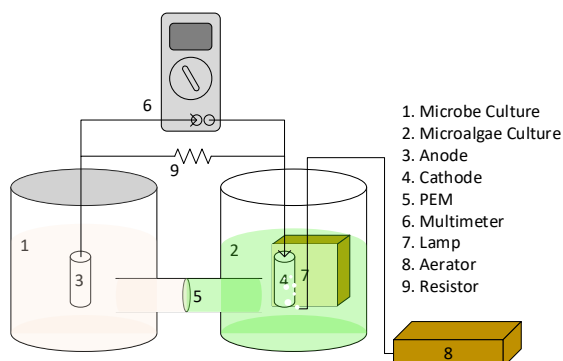 6
1. Microbe Culture
2. Microalgae Culture
3. Anode
4. Cathode
5. PEM
6. Multimeter
7. Lamp
8. Aerator
9. Resistor
9
1
2
3
4
7
5
8